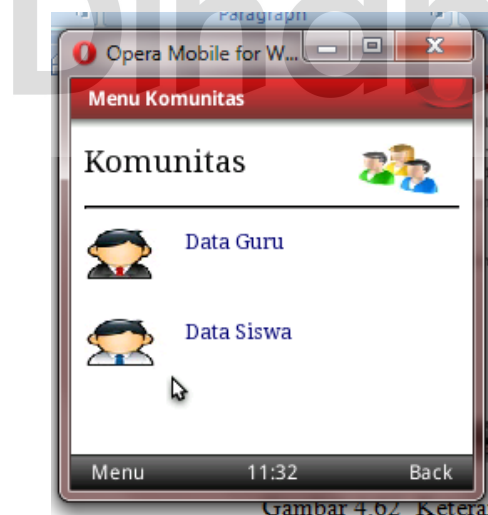 Paragraph
Dinam
Opera Mobile for W...
Menu Komunitas
Komunitas
Data Guru
Data Siswa
Menu 11:32 Back
Gambar 4.62 Ketera